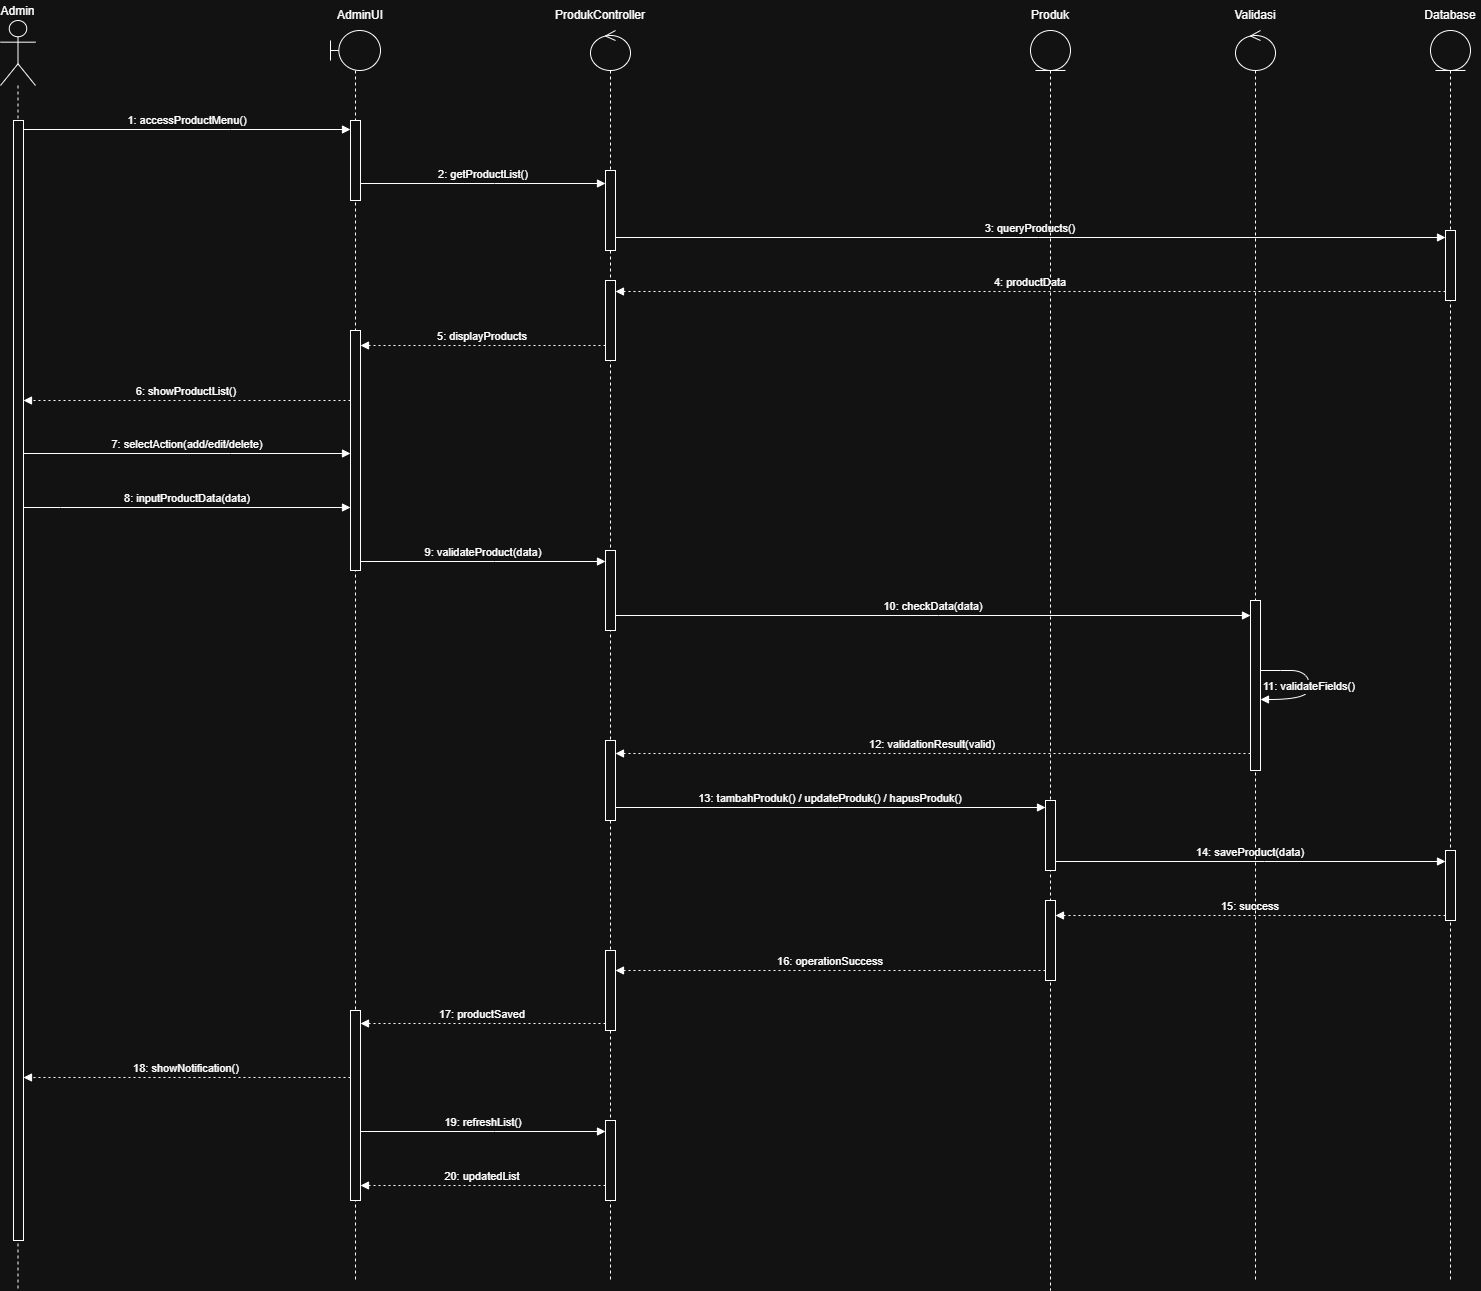 Admin
AdminUI
ProdukController
Produk
Validasi
Database
1: accessProductMenu()
2: getProductList()
3: queryProducts()
4: productData
5: displayProducts
6: showProductList()
7: selectAction(add/edit/delete)
8: inputProductData(data)
9: validateProduct(data)
10: checkData(data)
11: validateFields()
12: validationResult(valid)
13: tambahProduk() / updateProduk() / hapusProduk()
14: saveProduct(data)
15: success
16: operationSuccess
17: productSaved
18: showNotification()
19: refreshList()
20: updatedList